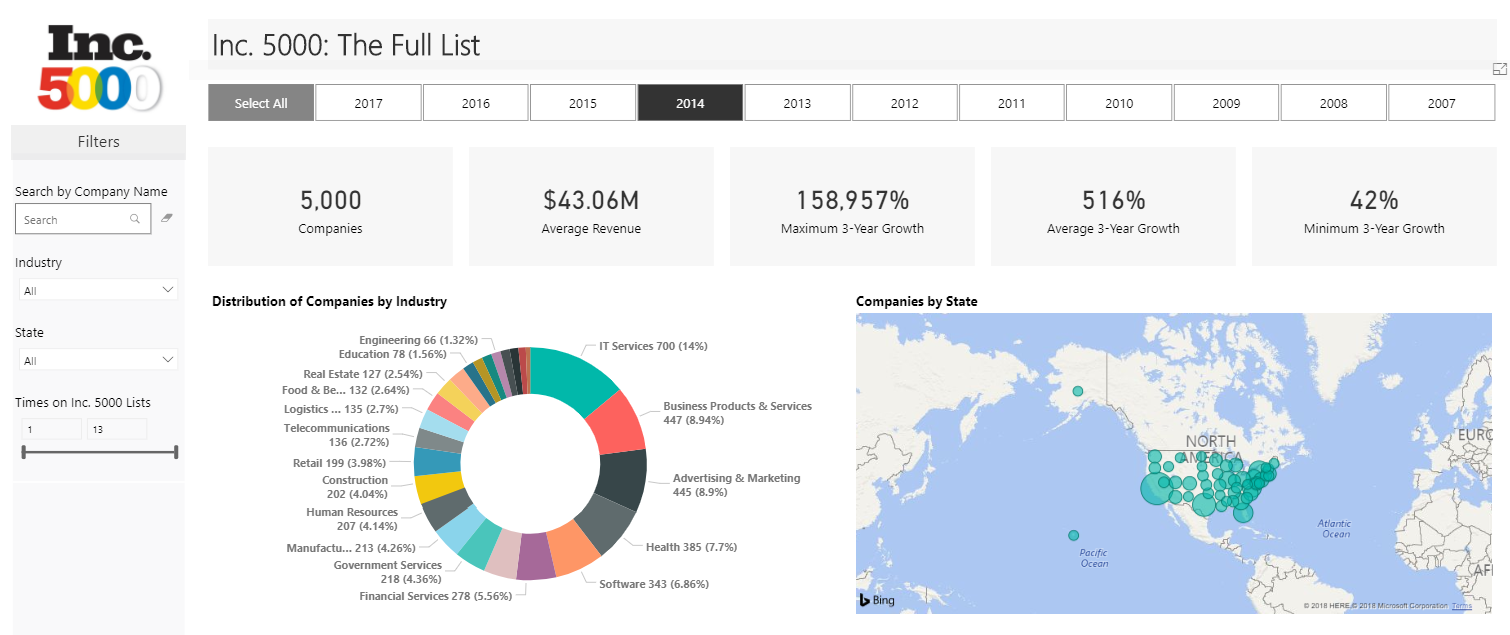 Inc.
5000
Inc. 5000: The Full List
Select All
2017
2016
2015
2014
2013
2012
2011
2010
2009
2008
2007
Filters
Search by Company Name
Search
Industry
All
State
All
Times on Inc. 5000 Lists
1
13
5,000
Companies
$43.06M
Average Revenue
158,957%
Maximum 3-Year Growth
516%
Average 3-Year Growth
42%
Minimum 3-Year Growth
Distribution of Companies by Industry
Engineering 66 (1.32%)
Education 78 (1.56%)
Real Estate 127 (2.54%)
Food & Be... 132 (2.64%)
Logistics ... 135 (2.7%)
Telecommunications
136 (2.72%)
Retail 199 (3.98%)
Construction
202 (4.04%)
Human Resources
207 (4.14%)
Manufactu... 213 (4.26%)
Government Services
218 (4.36%)
Financial Services 278 (5.56%)
IT Services 700 (14%)
Business Products & Services
447 (8.94%)
Advertising & Marketing
445 (8.9%)
Health 385 (7.7%)
Software 343 (6.86%)
Companies by State
NORTH
AMERICA
EURO
Atlantic
Ocean
Pacific
Ocean
AFR
Bing
© 2018 HERE © 2018 Microsoft Corporation Terms